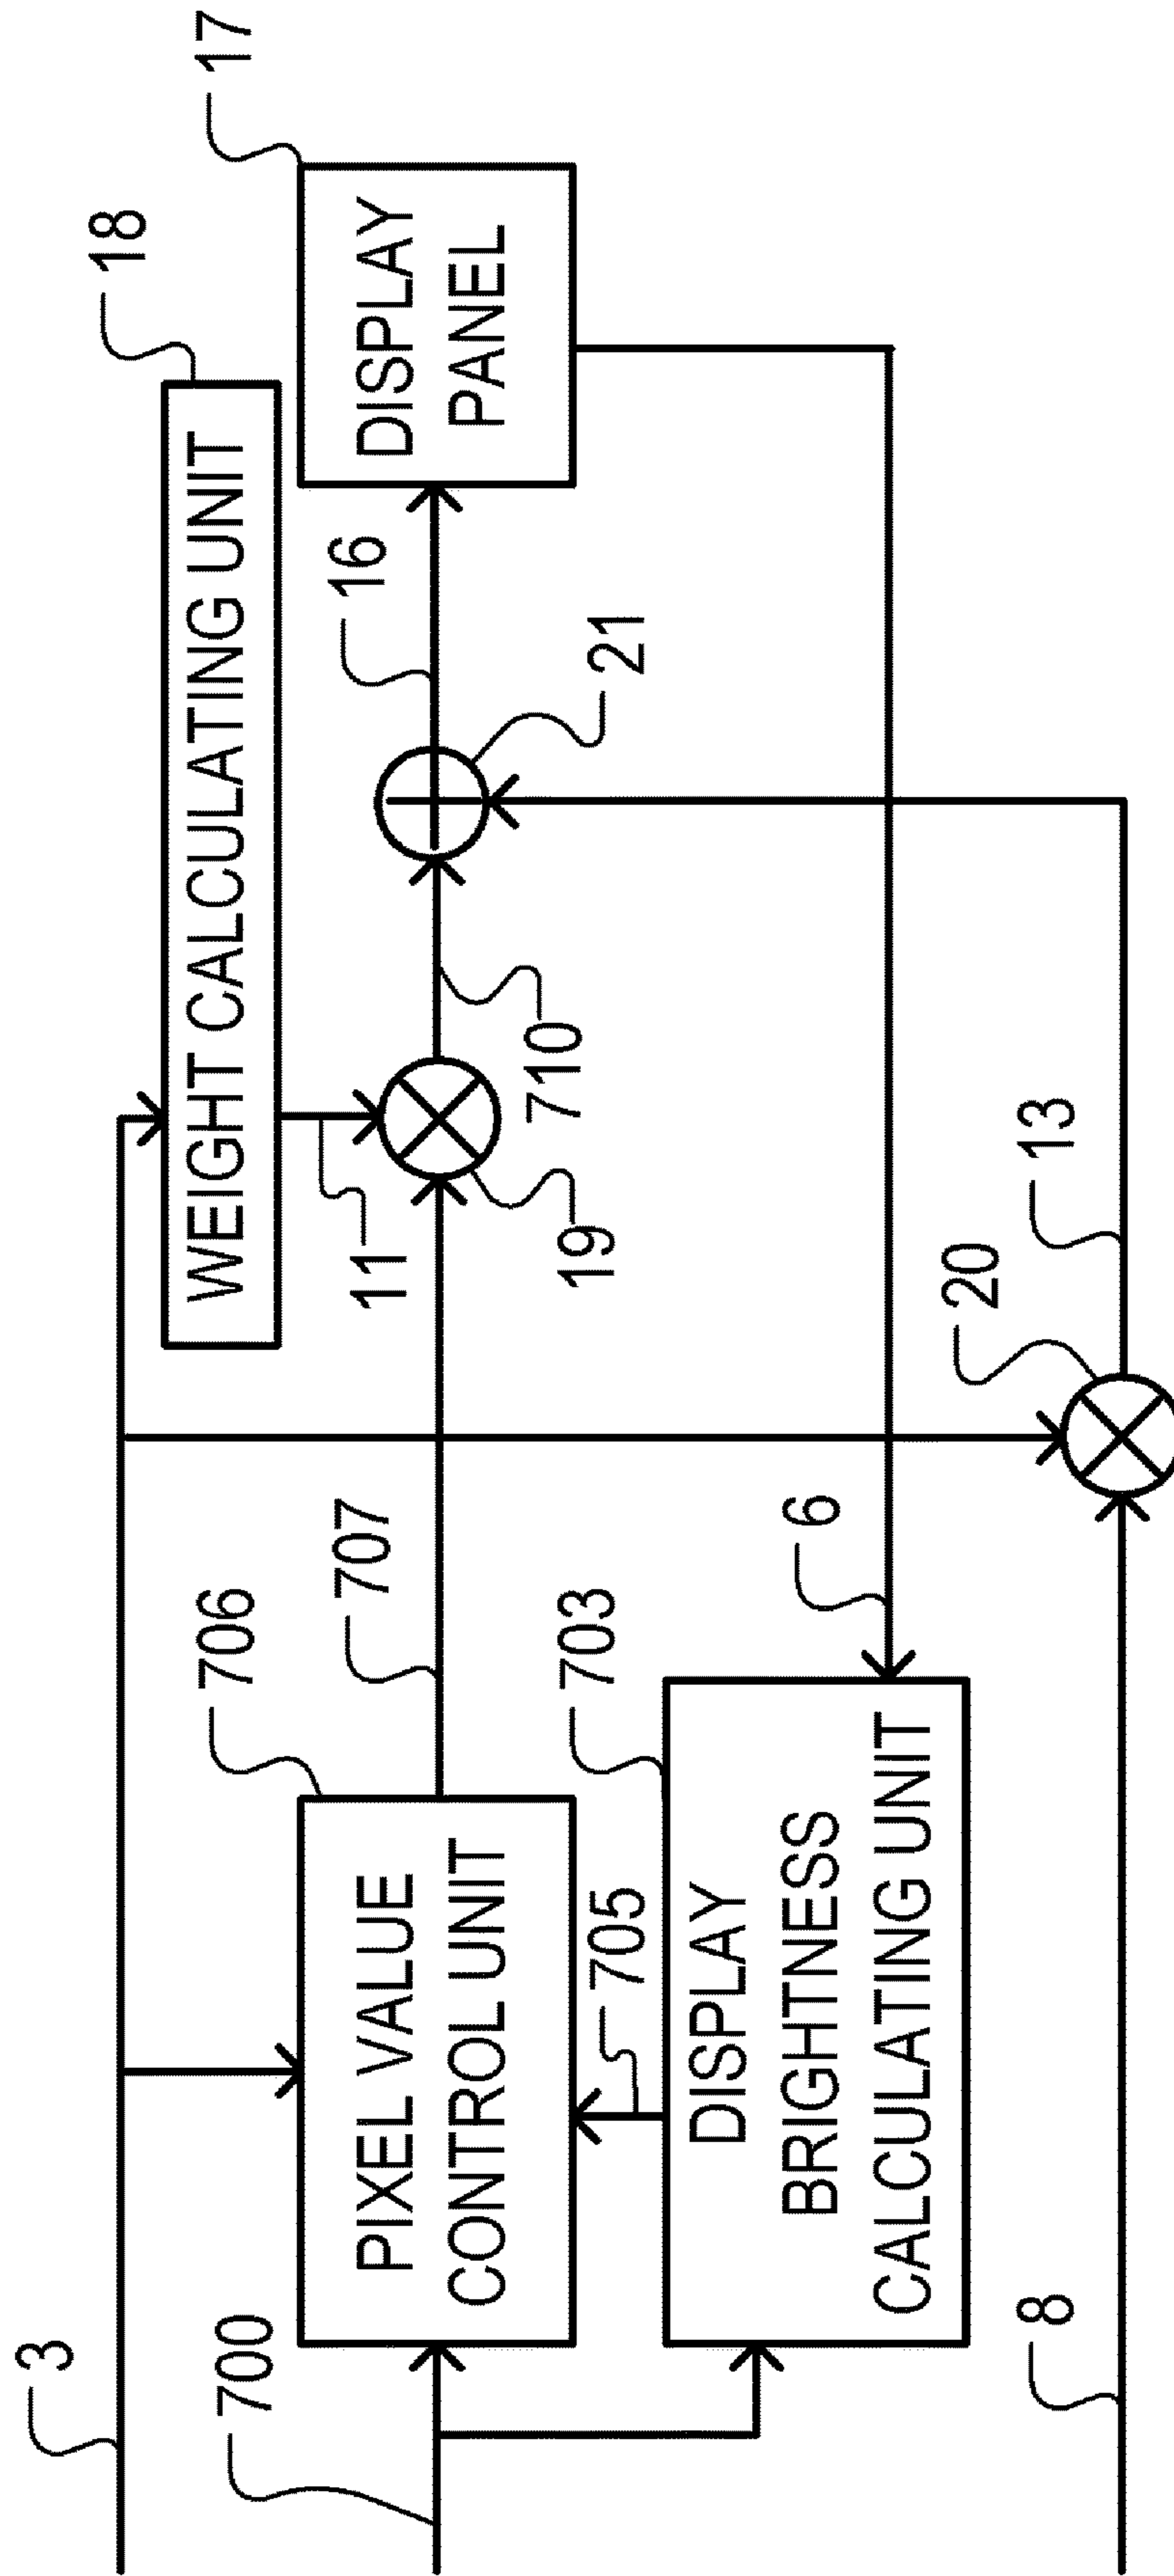 3
18
17
WEIGHT CALCULATING UNIT
700
706
707
11
16
PIXEL VALUE
CONTROL UNIT
DISPLAY
PANEL
19
710
21
705
703
DISPLAY
BRIGHTNESS
CALCULATING UNIT
6
20
8
13